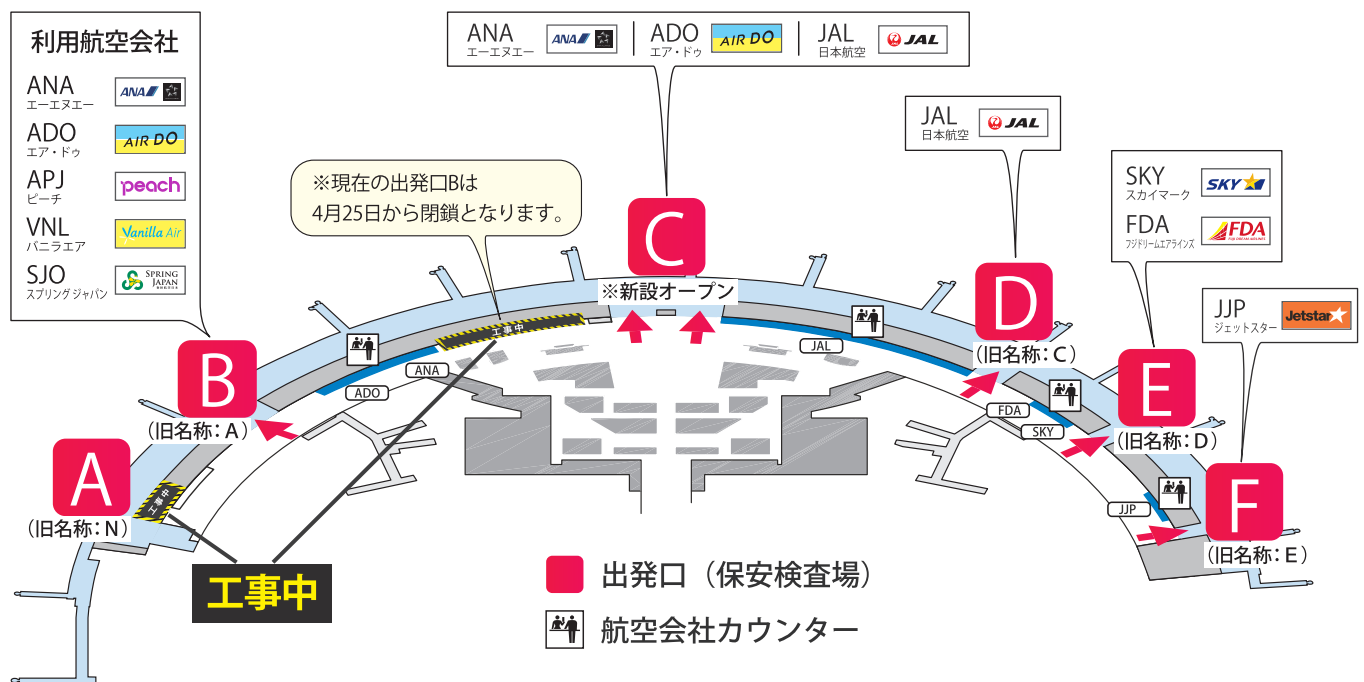 利用航空会社
ANA
エーエヌエー
ANA
ADO
エア・ドゥ
AIR DO
APJ
ピーチ
peach
VNL
バニラエア
Vanilla Air
SJO
スプリング ジャパン
SPRING
JAPAN
ANA
エーエヌエー
ANA
ADO
エア・ドゥ
AIR DO
JAL
日本航空
JAL
JAL
日本航空
JAL
SKY
スカイマーク
SKY
FDA
フジドリームエアラインズ
FDA
FUJI DREAM AIRLINES
JJP
ジェットスター
Jetstar
※現在の出発口Bは
4月25日から閉鎖となります。
C
※新設オープン
D
(旧名称：C)
E
(旧名称：D)
F
(旧名称：E)
B
(旧名称：A)
A
(旧名称：N)
工事中
工事中
ADO
ANA
JAL
FDA
SKY
JJP
工事中
出発口（保安検査場）
航空会社カウンター